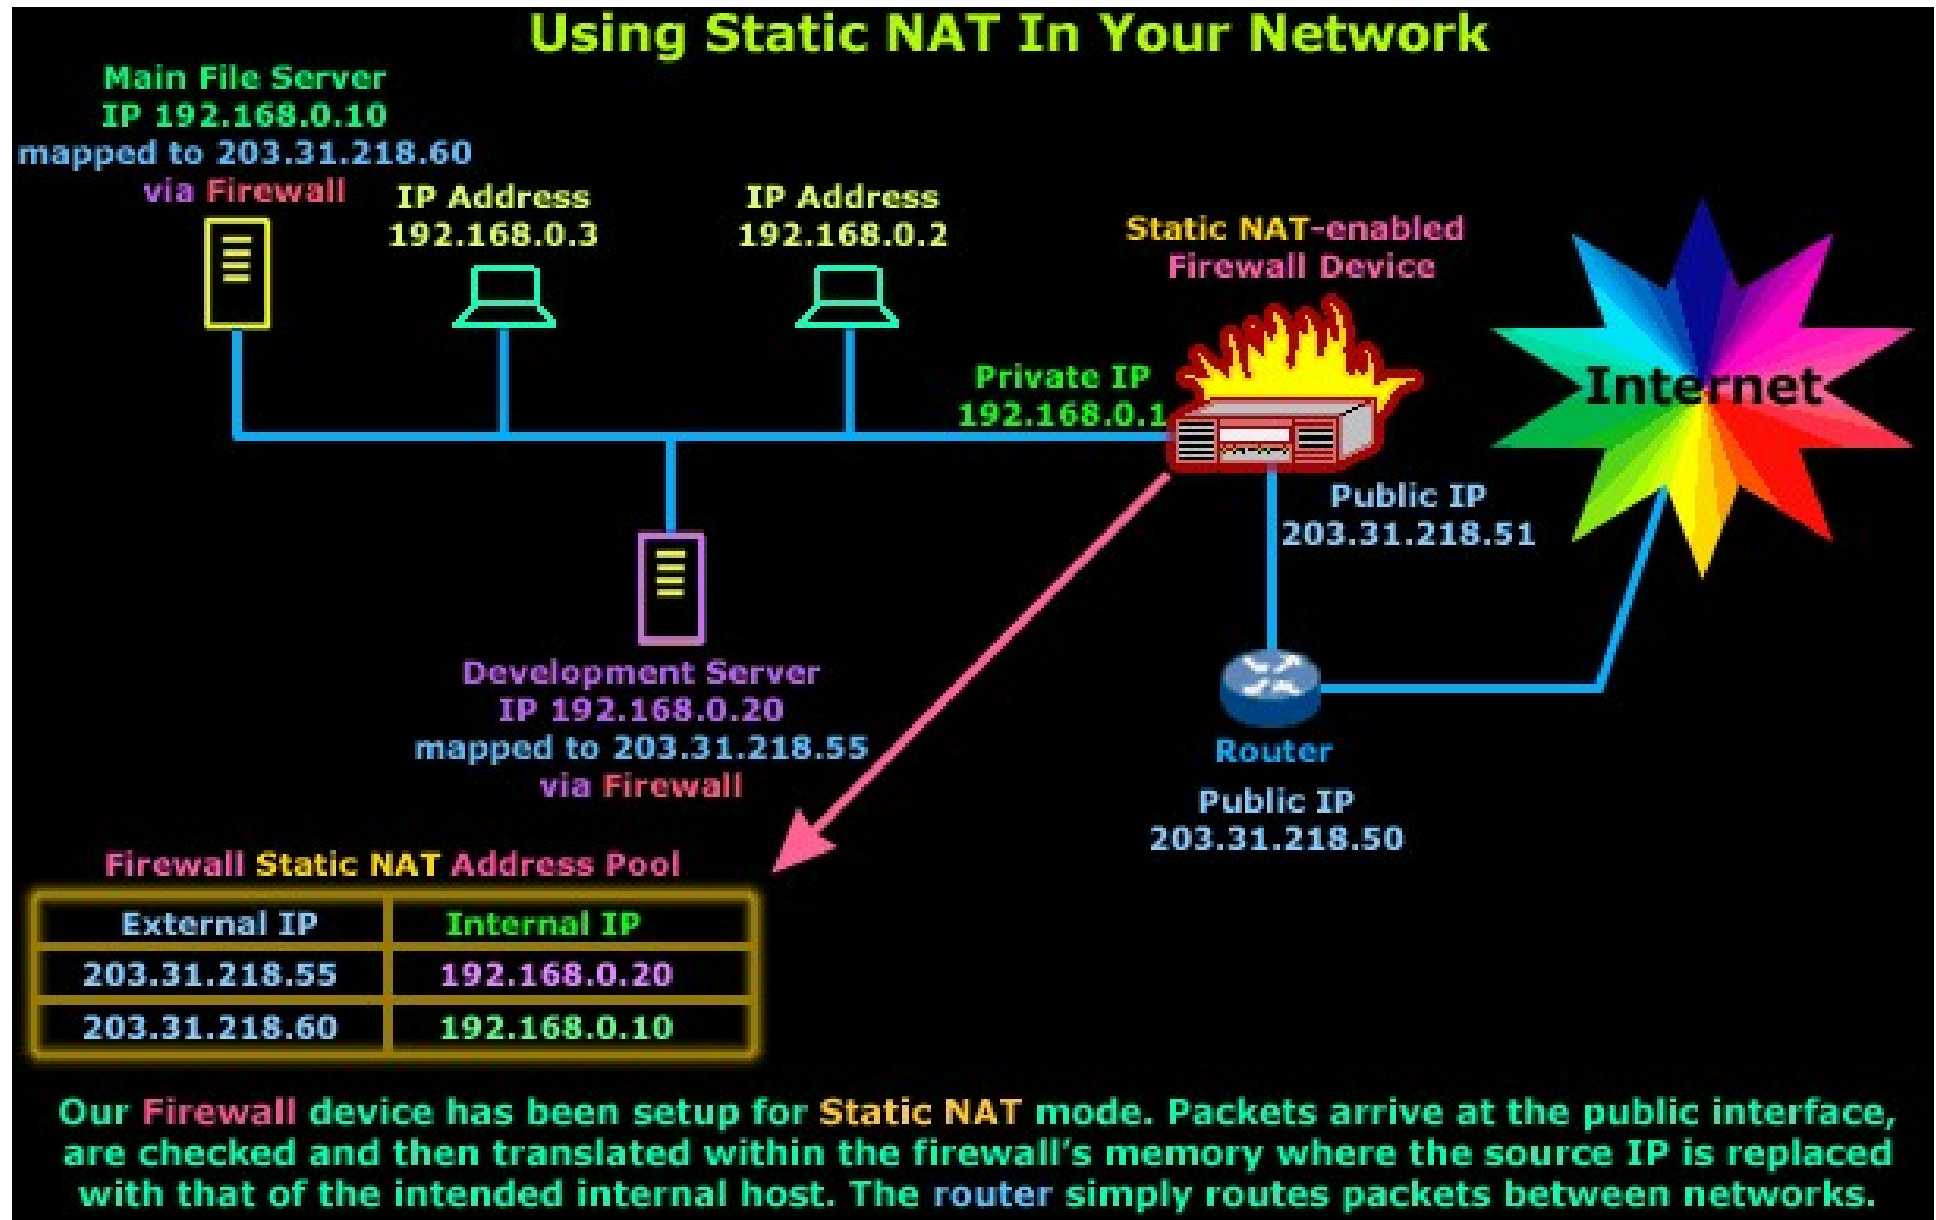 Using Static NAT In Your Network
Main File Server
IP 192.168.0.10
mapped to 203.31.218.60
via Firewall
IP Address
192.168.0.3
IP Address
192.168.0.2
Static NAT-enabled
Firewall Device
Internet
Private IP
192.168.0.1
Public IP
203.31.218.51
Development Server
IP 192.168.0.20
mapped to 203.31.218.55
via Firewall
Router
Public IP
203.31.218.50
Firewall Static NAT Address Pool
External IP Internal IP
203.31.218.55 192.168.0.20
203.31.218.60 192.168.0.10
Our Firewall device has been setup for Static NAT mode. Packets arrive at the public interface,
are checked and then translated within the firewall's memory where the source IP is replaced
with that of the intended internal host. The router simply routes packets between networks.